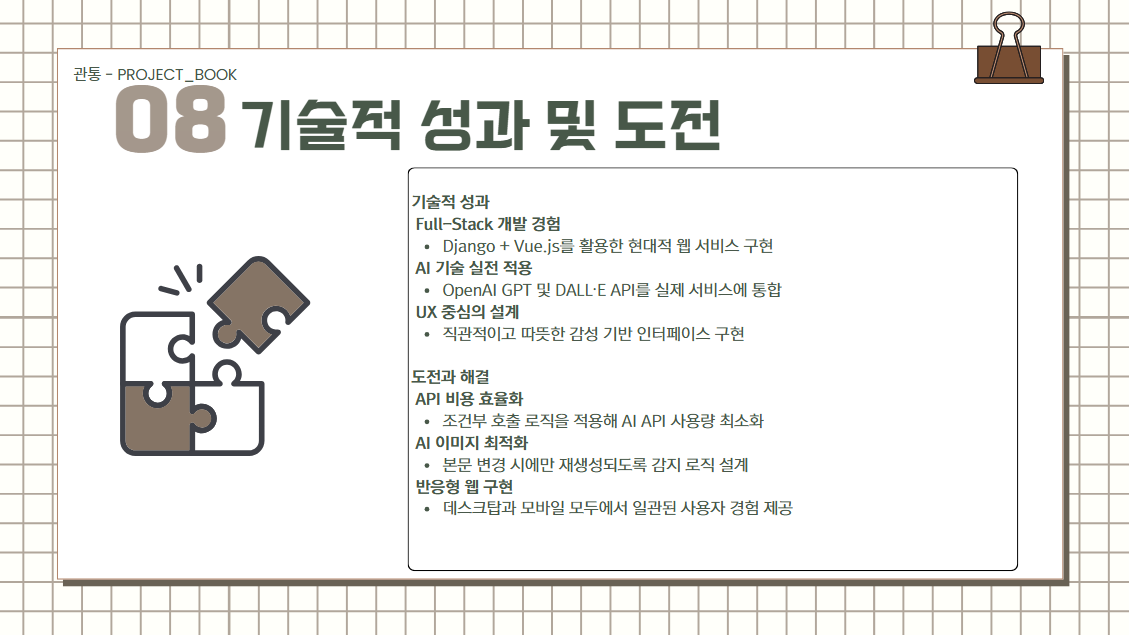 관통 - PROJECT_BOOK
08 기술적 성과 및 도전
기술적 성과
Full-Stack 개발 경험
• Django + Vue.js를 활용한 현대적 웹 서비스 구현
AI 기술 실전 적용
• OpenAI GPT 및 DALL·E API를 실제 서비스에 통합
UX 중심의 설계
• 직관적이고 따뜻한 감성 기반 인터페이스 구현
도전과 해결
API 비용 효율화
• 조건부 호출 로직을 적용해 AI API 사용량 최소화
AI 이미지 최적화
• 본문 변경 시에만 재생성되도록 감지 로직 설계
반응형 웹 구현
• 데스크탑과 모바일 모두에서 일관된 사용자 경험 제공